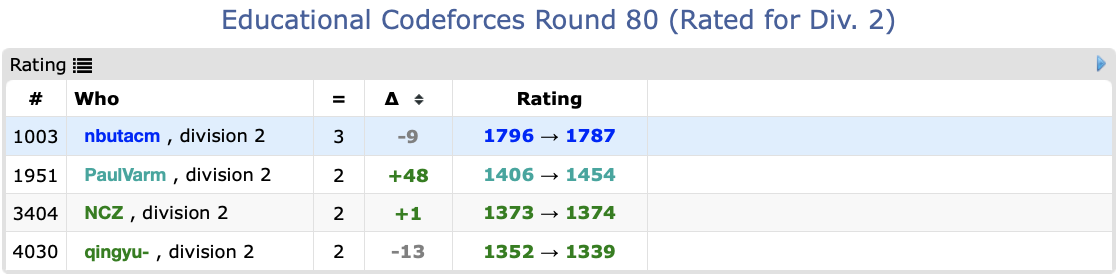 Educational Codeforces Round 80 (Rated for Div. 2)
Rating
# Who = Δ Rating
1003 nbutacm , division 2 3 -9 1796 → 1787
1951 PaulVarm , division 2 2 +48 1406 → 1454
3404 NCZ , division 2 2 +1 1373 → 1374
4030 qingyu- , division 2 2 -13 1352 → 1339